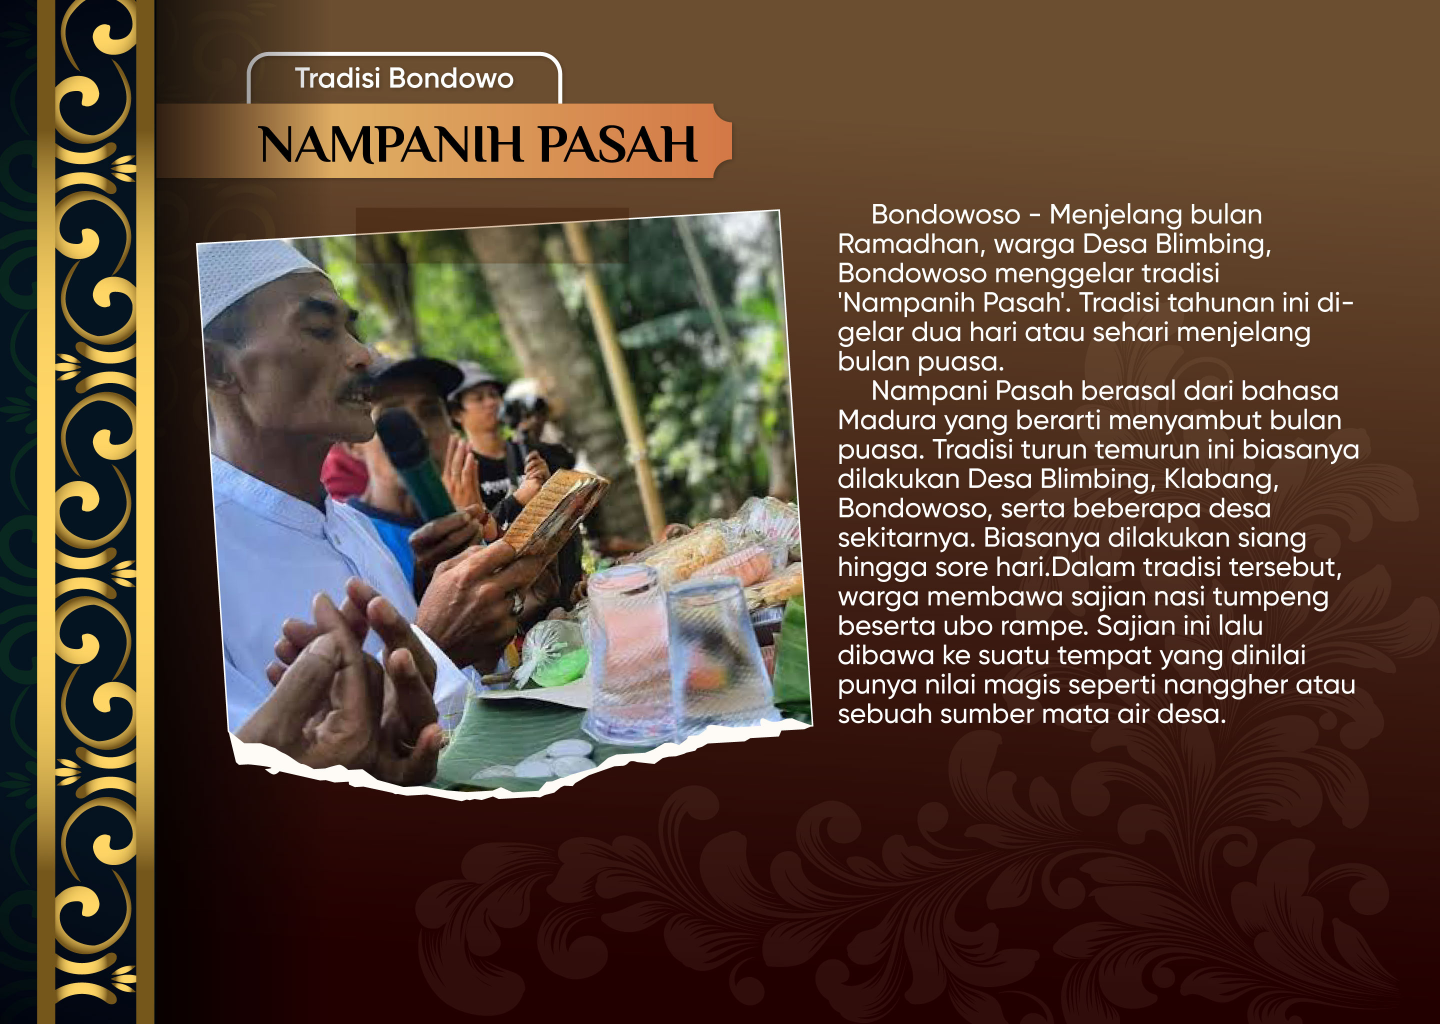 Tradisi Bondowo
NAMPANIH PASAH
Bondowoso - Menjelang bulan
Ramadhan, warga Desa Blimbing,
Bondowoso menggelar tradisi
'Nampanih Pasah'. Tradisi tahunan ini di-
gelar dua hari atau sehari menjelang
bulan puasa.
Nampani Pasah berasal dari bahasa
Madura yang berarti menyambut bulan
puasa. Tradisi turun temurun ini biasanya
dilakukan Desa Blimbing, Klabang,
Bondowoso, serta beberapa desa
sekitarnya. Biasanya dilakukan siang
hingga sore hari.Dalam tradisi tersebut,
warga membawa sajian nasi tumpeng
beserta ubo rampe. Sajian ini lalu
dibawa ke suatu tempat yang dinilai
punya nilai magis seperti nanggher atau
sebuah sumber mata air desa.